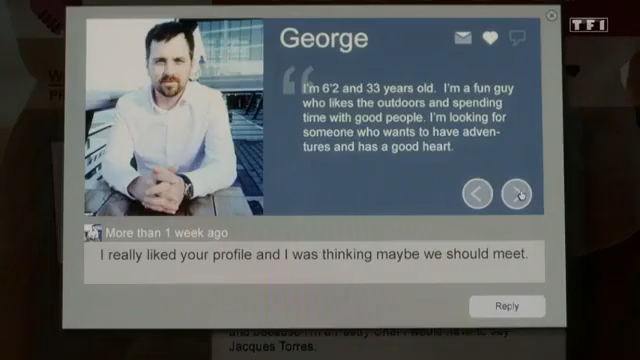 TF1
George
I'm 6'2 and 33 years old. I'm a fun guy
who likes the outdoors and spending
time with good people. I'm looking for
someone who wants to have adven-
tures and has a good heart.
More than 1 week ago
I really liked your profile and I was thinking maybe we should meet.
Reply
Jacques Torres.